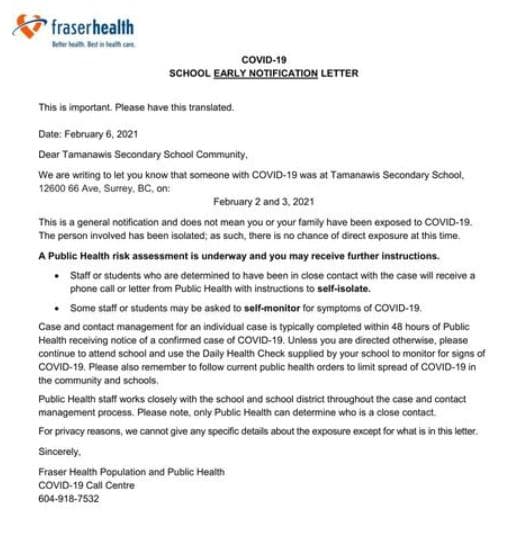 fraserhealth
Better health. Best in health care.
COVID-19
SCHOOL EARLY NOTIFICATION LETTER
This is important. Please have this translated.
Date: February 6, 2021
Dear Tamanawis Secondary School Community,
We are writing to let you know that someone with COVID-19 was at Tamanawis Secondary School,
12600 66 Ave, Surrey, BC, on:
February 2 and 3, 2021
This is a general notification and does not mean you or your family have been exposed to COVID-19.
The person involved has been isolated; as such, there is no chance of direct exposure at this time.
A Public Health risk assessment is underway and you may receive further instructions.
• Staff or students who are determined to have been in close contact with the case will receive a
phone call or letter from Public Health with instructions to self-isolate.
• Some staff or students may be asked to self-monitor for symptoms of COVID-19.
Case and contact management for an individual case is typically completed within 48 hours of Public
Health receiving notice of a confirmed case of COVID-19. Unless you are directed otherwise, please
continue to attend school and use the Daily Health Check supplied by your school to monitor for signs of
COVID-19. Please also remember to follow current public health orders to limit spread of COVID-19 in
the community and schools.
Public Health staff works closely with the school and school district throughout the case and contact
management process. Please note, only Public Health can determine who is a close contact.
For privacy reasons, we cannot give any specific details about the exposure except for what is in this letter.
Sincerely,
Fraser Health Population and Public Health
COVID-19 Call Centre
604-918-7532